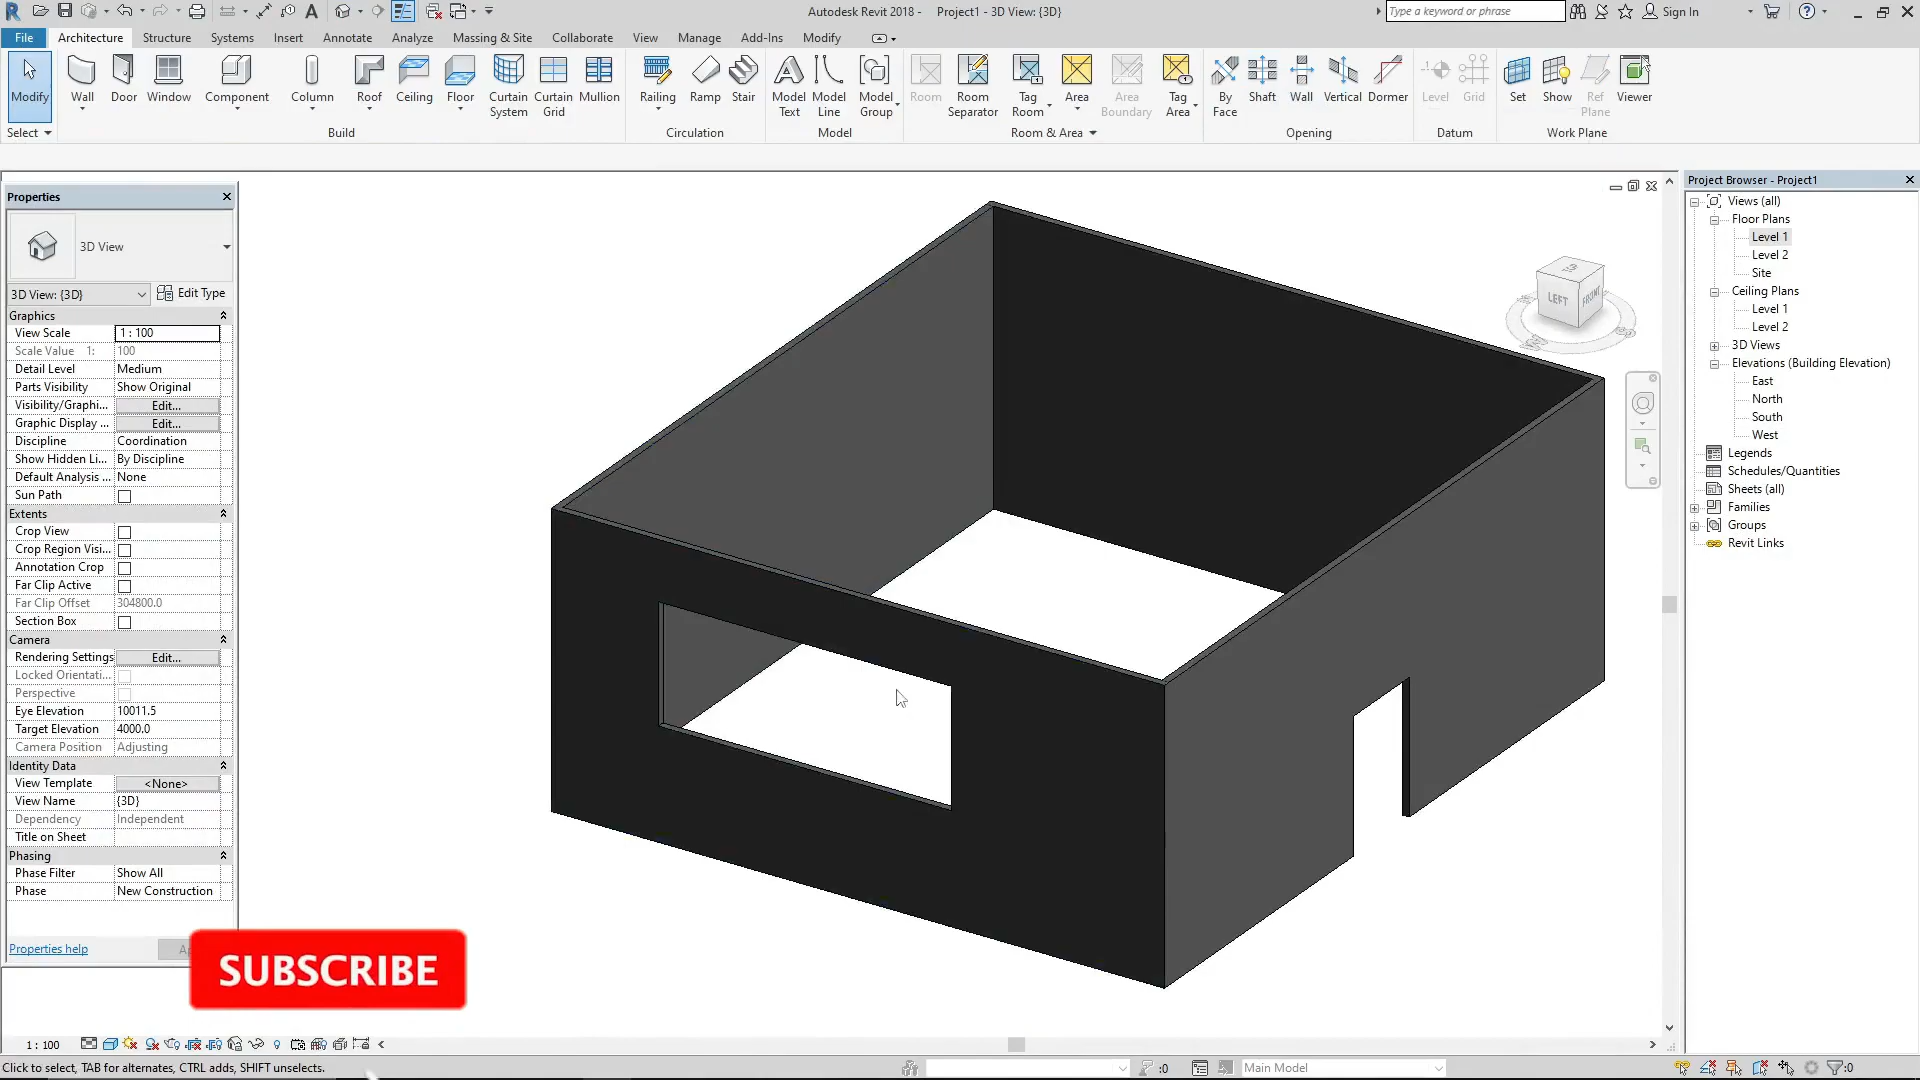 Autodesk Revit 2018 - Project1 - 3D View: {3D}
Type a keyword or phrase
Sign In
File Architecture Structure Systems Insert Annotate Analyze Massing & Site Collaborate View Manage Add-Ins Modify
Modify Wall Door Window Component Column Roof Ceiling Floor Curtain System Curtain Grid Mullion Railing Ramp Stair Model Text Model Line Model Group Room Room Separator Tag Room Area Area Boundary Tag Area By Face Shaft Wall Vertical Dormer Level Grid Set Show Ref Plane Viewer
Select Build Circulation Model Room & Area Opening Datum Work Plane
Properties
3D View
3D View: {3D} Edit Type
Graphics
View Scale 1 : 100
Scale Value 1: 100
Detail Level Medium
Parts Visibility Show Original
Visibility/Graphi... Edit...
Graphic Display ... Edit...
Discipline Coordination
Show Hidden Li... By Discipline
Default Analysis ... None
Sun Path
Extents
Crop View
Crop Region Visi...
Annotation Crop
Far Clip Active
Far Clip Offset 304800.0
Section Box
Camera
Rendering Settings Edit...
Locked Orientati...
Perspective
Eye Elevation 10011.5
Target Elevation 4000.0
Camera Position Adjusting
Identity Data
View Template <None>
View Name {3D}
Dependency Independent
Title on Sheet
Phasing
Phase Filter Show All
Phase New Construction
Properties help
SUBSCRIBE
LEFT FRONT
Project Browser - Project1
Views (all)
Floor Plans
Level 1
Level 2
Site
Ceiling Plans
Level 1
Level 2
3D Views
Elevations (Building Elevation)
East
North
South
West
Legends
Schedules/Quantities
Sheets (all)
Families
Groups
Revit Links
1 : 100
Click to select, TAB for alternates, CTRL adds, SHIFT unselects.
:0
Main Model
:0